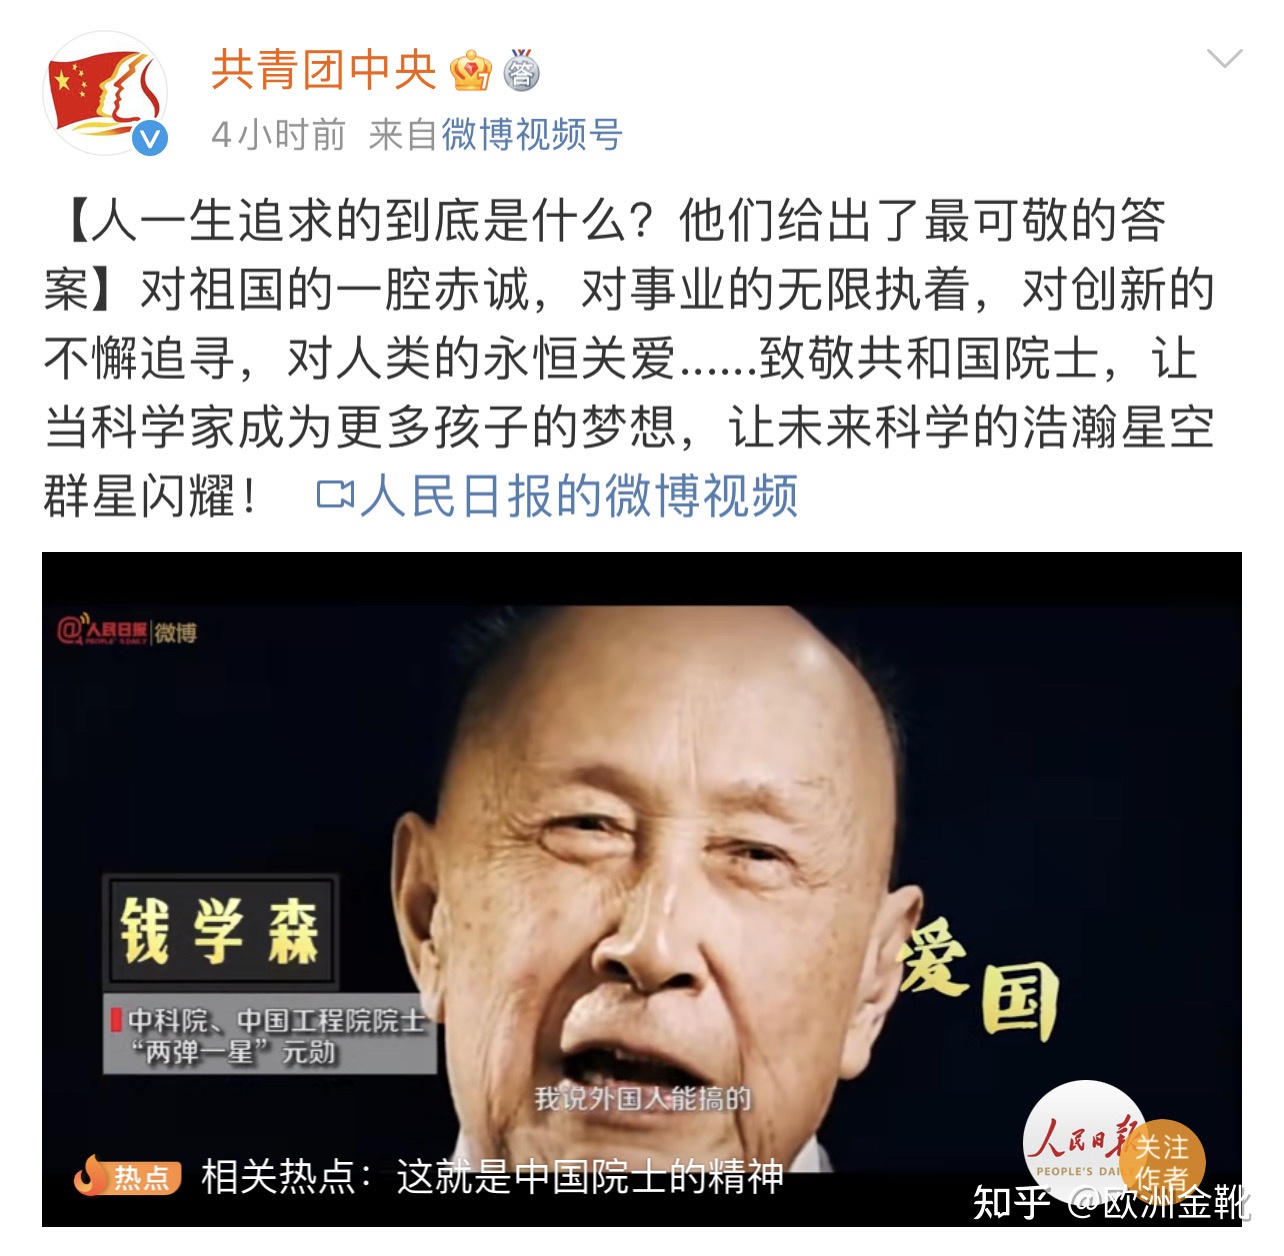 共青团中央
答
4小时前 来自微博视频号
【人一生追求的到底是什么？他们给出了最可敬的答
案】对祖国的一腔赤诚，对事业的无限执着，对创新的
不懈追寻，对人类的永恒关爱......致敬共和国院士，让
当科学家成为更多孩子的梦想，让未来科学的浩瀚星空
群星闪耀！ 人民日报的微博视频
@人民日报 微博
PEOPLE'S DAILY
钱学森
中科院、中国工程院院士
“两弹一星”元勋
爱国
我说外国人能搞的
人民日报
PEOPLE'S DAILY
关注
作者
热点 相关热点：这就是中国院士的精神
知乎 @欧洲金靴